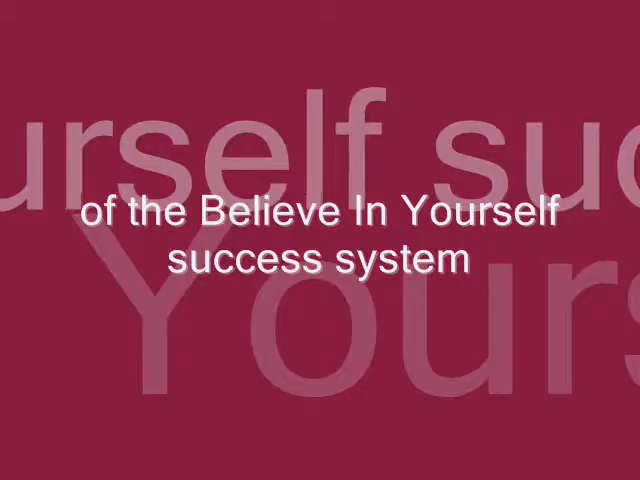 urself suc
of the Believe In Yourself
success system
Yours